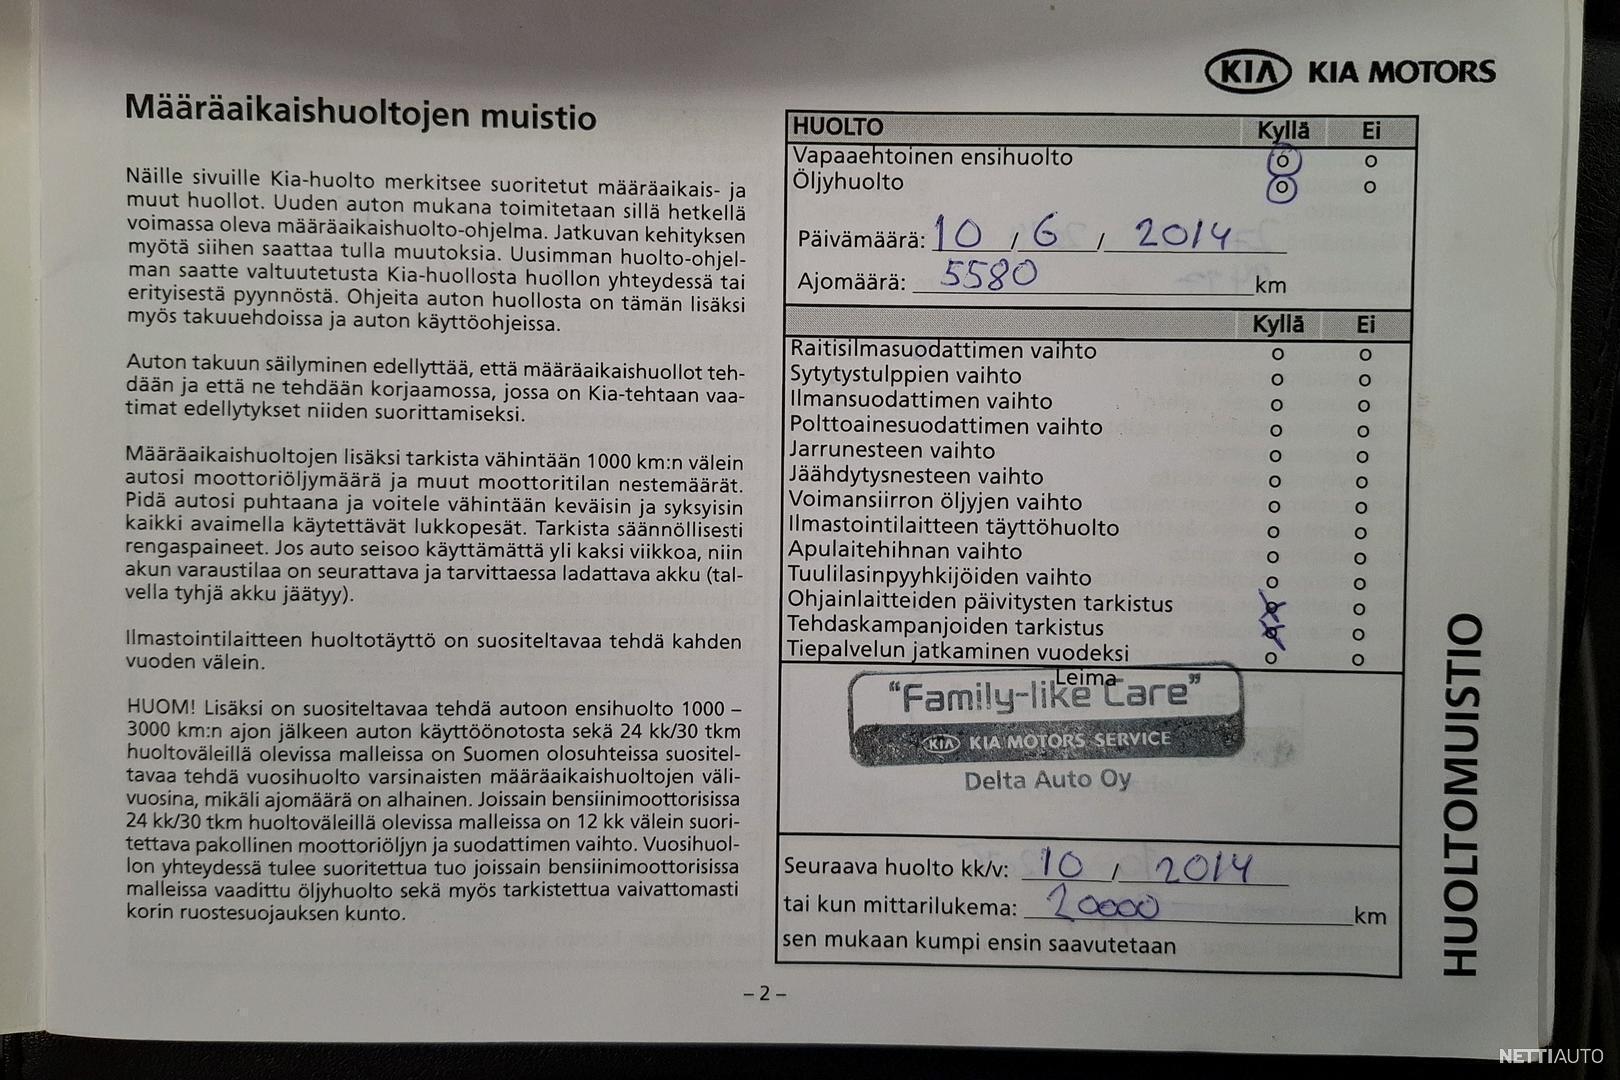 KIA KIA MOTORS
Määräaikaishuoltojen muistio
Näille sivuille Kia-huolto merkitsee suoritetut määräaikais- ja
muut huollot. Uuden auton mukana toimitetaan sillä hetkellä
voimassa oleva määräaikaishuolto-ohjelma. Jatkuvan kehityksen
myötä siihen saattaa tulla muutoksia. Uusimman huolto-ohjel-
man saatte valtuutetusta Kia-huollosta huollon yhteydessä tai
erityisestä pyynnöstä. Ohjeita auton huollosta on tämän lisäksi
myös takuuehdoissa ja auton käyttöohjeissa.
Auton takuun säilyminen edellyttää, että määräaikaishuollot teh-
dään ja että ne tehdään korjaamossa, jossa on Kia-tehtaan vaa-
timat edellytykset niiden suorittamiseksi.
Määräaikaishuoltojen lisäksi tarkista vähintään 1000 km:n välein
autosi moottoriöljymäärä ja muut moottoritilan nestemäärät.
Pidä autosi puhtaana ja voitele vähintään keväisin ja syksyisin
kaikki avaimella käytettävät lukkopesät. Tarkista säännöllisesti
rengaspaineet. Jos auto seisoo käyttämättä yli kaksi viikkoa, niin
akun varaustilaa on seurattava ja tarvittaessa ladattava akku (tal-
vella tyhjä akku jäätyy).
Ilmastointilaitteen huoltotäyttö on suositeltavaa tehdä kahden
vuoden välein.
HUOM! Lisäksi on suositeltavaa tehdä autoon ensihuolto 1000 –
3000 km:n ajon jälkeen auton käyttöönotosta sekä 24 kk/30 tkm
huoltoväleillä olevissa malleissa on Suomen olosuhteissa suositel-
tavaa tehdä vuosihuolto varsinaisten määräaikaishuoltojen väli-
vuosina, mikäli ajomäärä on alhainen. Joissain bensiinimoottorisissa
24 kk/30 tkm huoltoväleillä olevissa malleissa on 12 kk välein suori-
tettava pakollinen moottoriöljyn ja suodattimen vaihto. Vuosihuol-
lon yhteydessä tulee suoritettua tuo joissain bensiinimoottorisissa
malleissa vaadittu öljyhuolto sekä myös tarkistettua vaivattomasti
korin ruostesuojauksen kunto.
HUOLTO Kyllä Ei
Vapaaehtoinen ensihuolto o o
Öljyhuolto o o
Päivämäärä: 10 / 6 / 2014
Ajomäärä: 5580 km
Kyllä Ei
Raitisilmasuodattimen vaihto o o
Sytytystulppien vaihto o o
Ilmansuodattimen vaihto o o
Polttoainesuodattimen vaihto o o
Jarrunesteen vaihto o o
Jäähdytysnesteen vaihto o o
Voimansiirron öljyjen vaihto o o
Ilmastointilaitteen täyttöhuolto o o
Apulaitehihnan vaihto o o
Tuulilasinpyyhkijöiden vaihto o o
Ohjainlaitteiden päivitysten tarkistus o o
Tehdaskampanjoiden tarkistus o o
Tiepalvelun jatkaminen vuodeksi o o
Leima
"Family-like Care"
KIA KIA MOTORS SERVICE
Delta Auto Oy
Seuraava huolto kk/v: 10 / 2014
tai kun mittarilukema: 20000 km
sen mukaan kumpi ensin saavutetaan
HUOLTOMUISTIO
– 2 –
NETTIAUTO